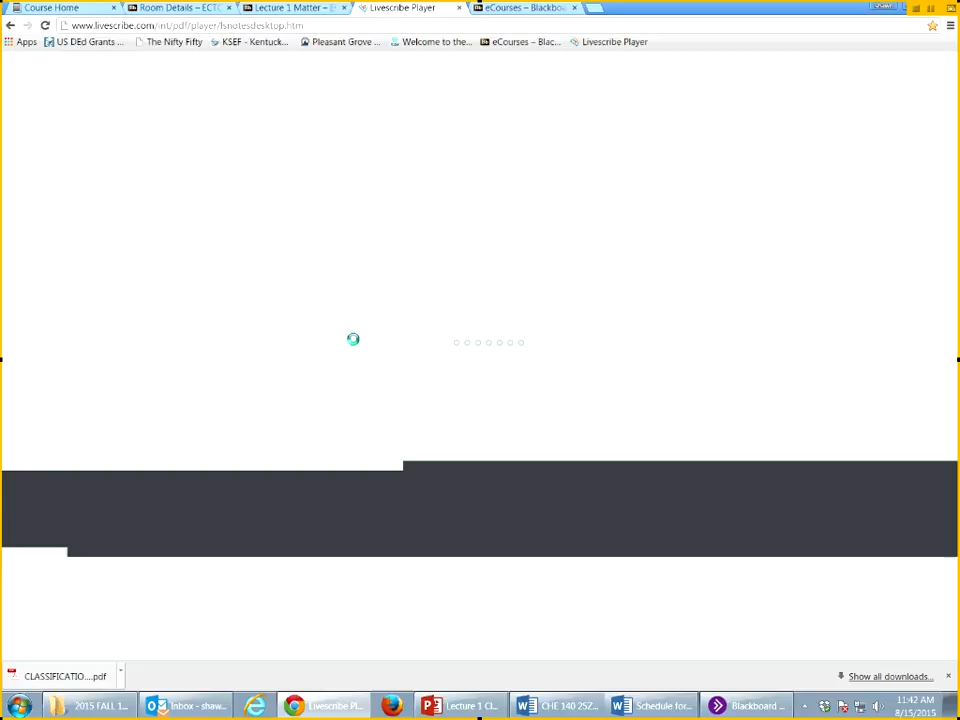 Course Home
Room Details – ECTC
Lecture 1 Matter –
Livescribe Player
eCourses – Blackboa
www.livescribe.com/int/pdf/player/lsnotesdesktop.htm
Apps
US DEd Grants ...
The Nifty Fifty
KSEF - Kentuck...
Pleasant Grove ...
Welcome to the...
eCourses – Blac...
Livescribe Player
CLASSIFICATIO....pdf
Show all downloads...
2015 FALL 1...
Inbox - shaw...
Livescribe Pl...
Lecture 1 Cl...
CHE 140 25Z...
Schedule for...
Blackboard ...
11:42 AM
8/15/2015